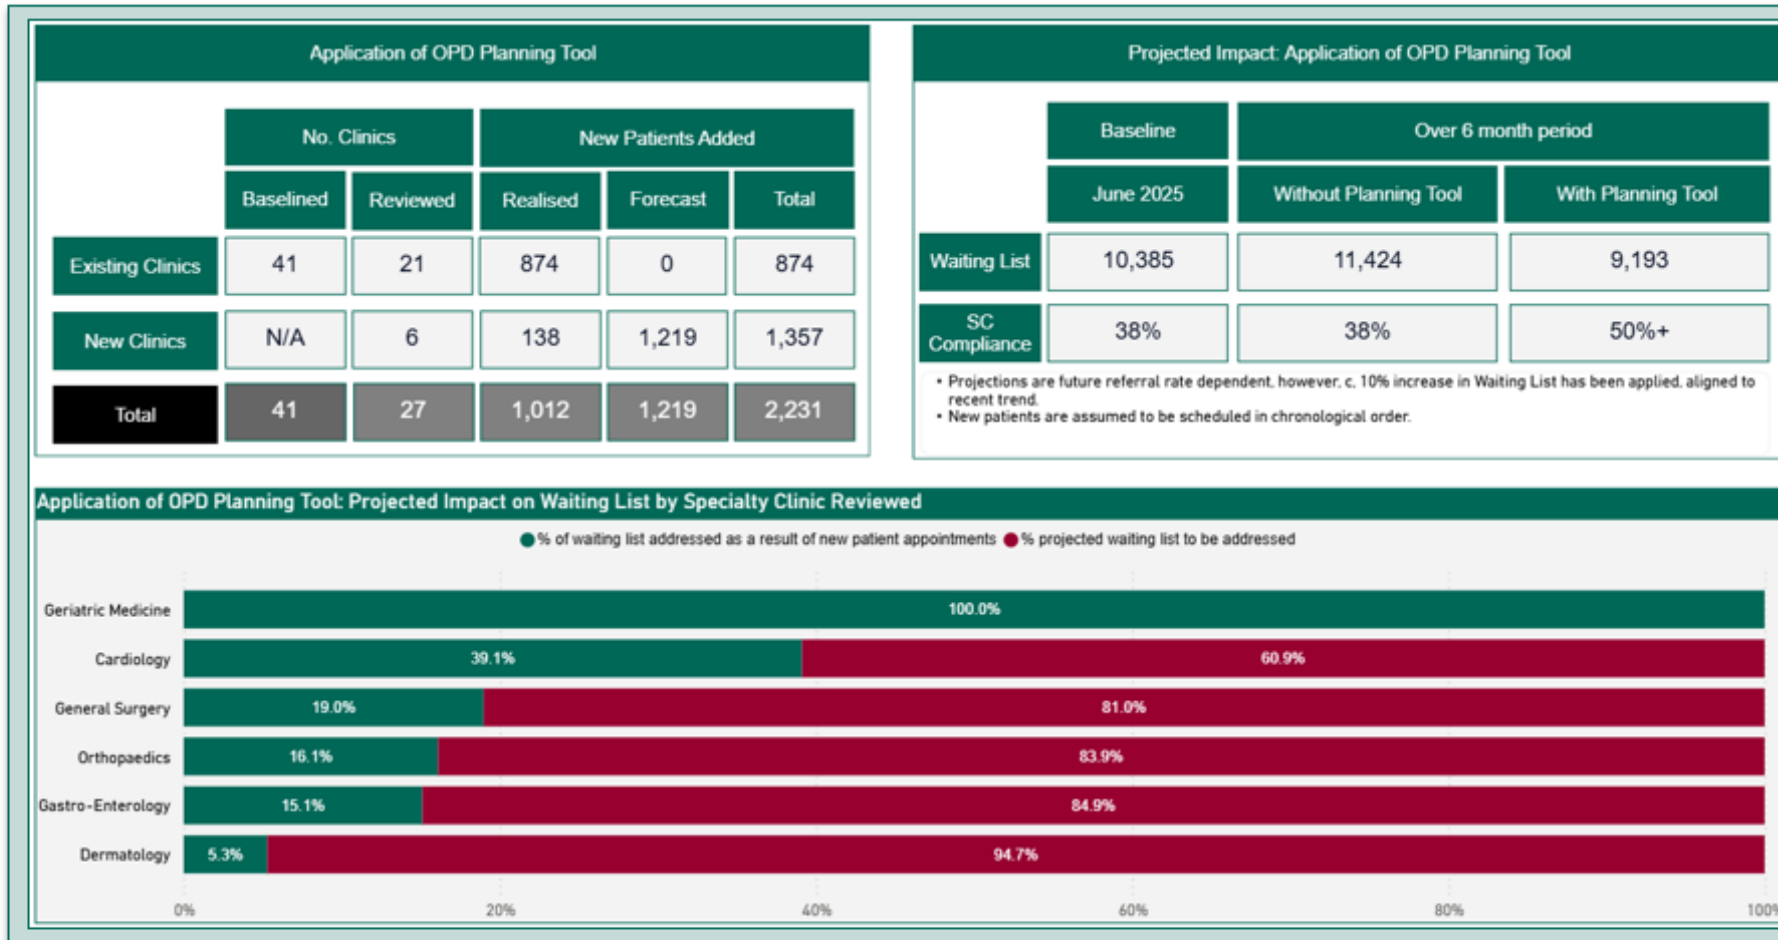 Application of OPD Planning Tool
No. Clinics New Patients Added
Baselined Reviewed Realised Forecast Total
Existing Clinics 41 21 874 0 874
New Clinics N/A 6 138 1,219 1,357
Total 41 27 1,012 1,219 2,231
Projected Impact: Application of OPD Planning Tool
Baseline Over 6 month period
June 2025 Without Planning Tool With Planning Tool
Waiting List 10,385 11,424 9,193
SC
Compliance 38% 38% 50%+
• Projections are future referral rate dependent, however, c. 10% increase in Waiting List has been applied, aligned to
recent trend.
• New patients are assumed to be scheduled in chronological order.
Application of OPD Planning Tool: Projected Impact on Waiting List by Specialty Clinic Reviewed
% of waiting list addressed as a result of new patient appointments % projected waiting list to be addressed
Geriatric Medicine 100.0%
Cardiology 39.1% 60.9%
General Surgery 19.0% 81.0%
Orthopaedics 16.1% 83.9%
Gastro-Enterology 15.1% 84.9%
Dermatology 5.3% 94.7%
0% 20% 40% 60% 80% 100%